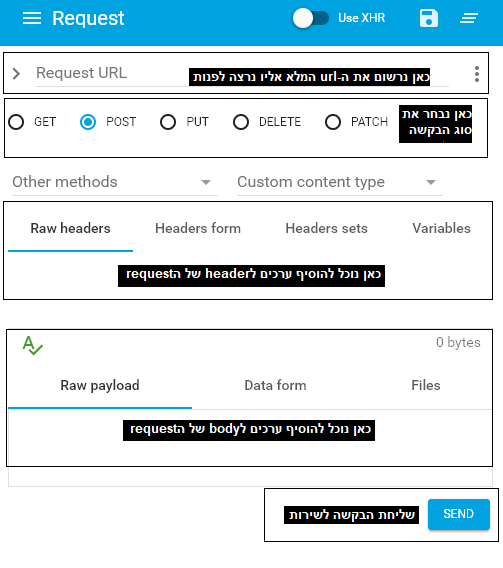 Request
Use XHR
Request URL
כאן נרשום את ה-url המלא אליו נרצה לפנות
GET
POST
PUT
DELETE
PATCH
כאן נבחר את
סוג הבקשה
Other methods
Custom content type
Raw headers
Headers form
Headers sets
Variables
כאן נוכל להוסיף ערכים לheader של הrequest
A
0 bytes
Raw payload
Data form
Files
כאן נוכל להוסיף ערכים לbody של הrequest
שליחת הבקשה לשירות
SEND